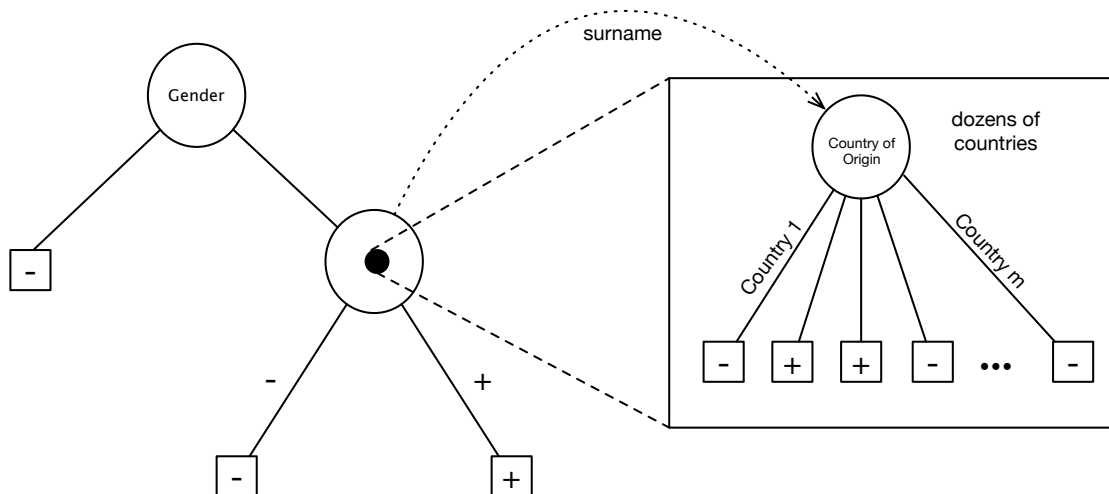 surname
Gender
dozens of
countries
Country of
Origin
Country 1
Country m
-
-
+
-
+
-
+
+
-
•••
-